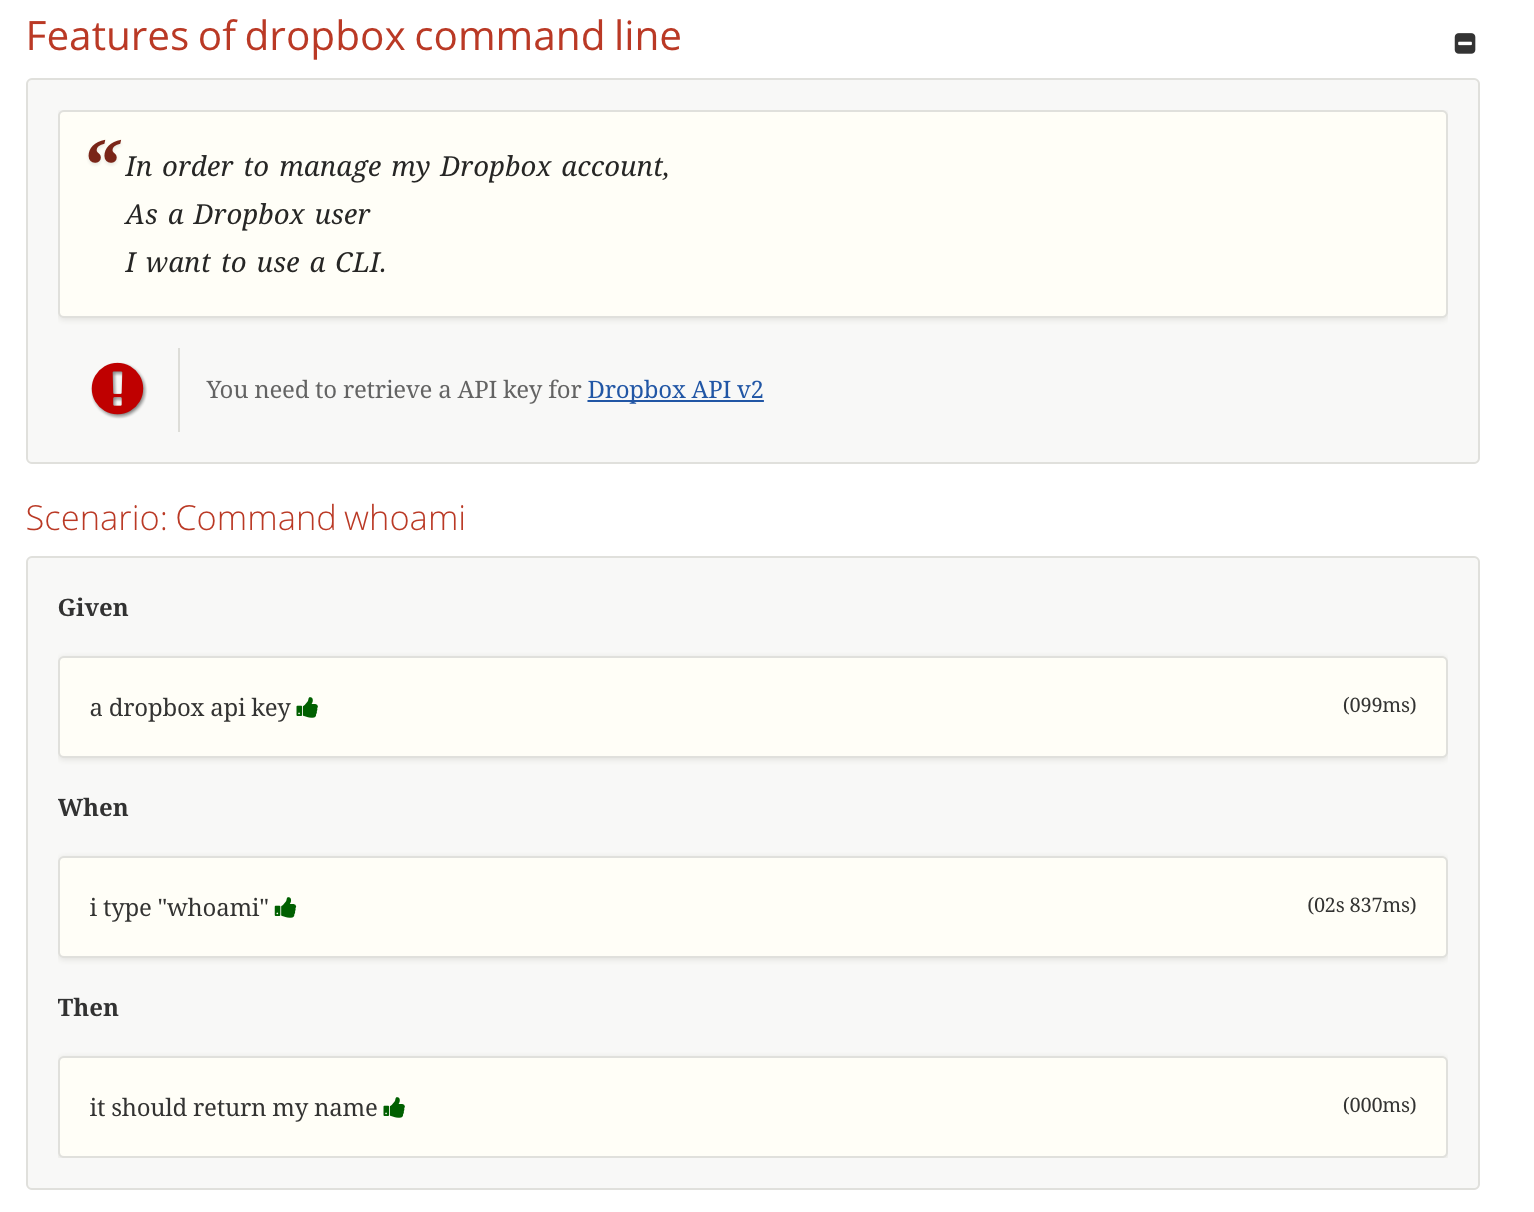 Features of dropbox command line
“In order to manage my Dropbox account,
As a Dropbox user
I want to use a CLI.
You need to retrieve a API key for Dropbox API v2
Scenario: Command whoami
Given
a dropbox api key (099ms)
When
i type "whoami" (02s 837ms)
Then
it should return my name (000ms)